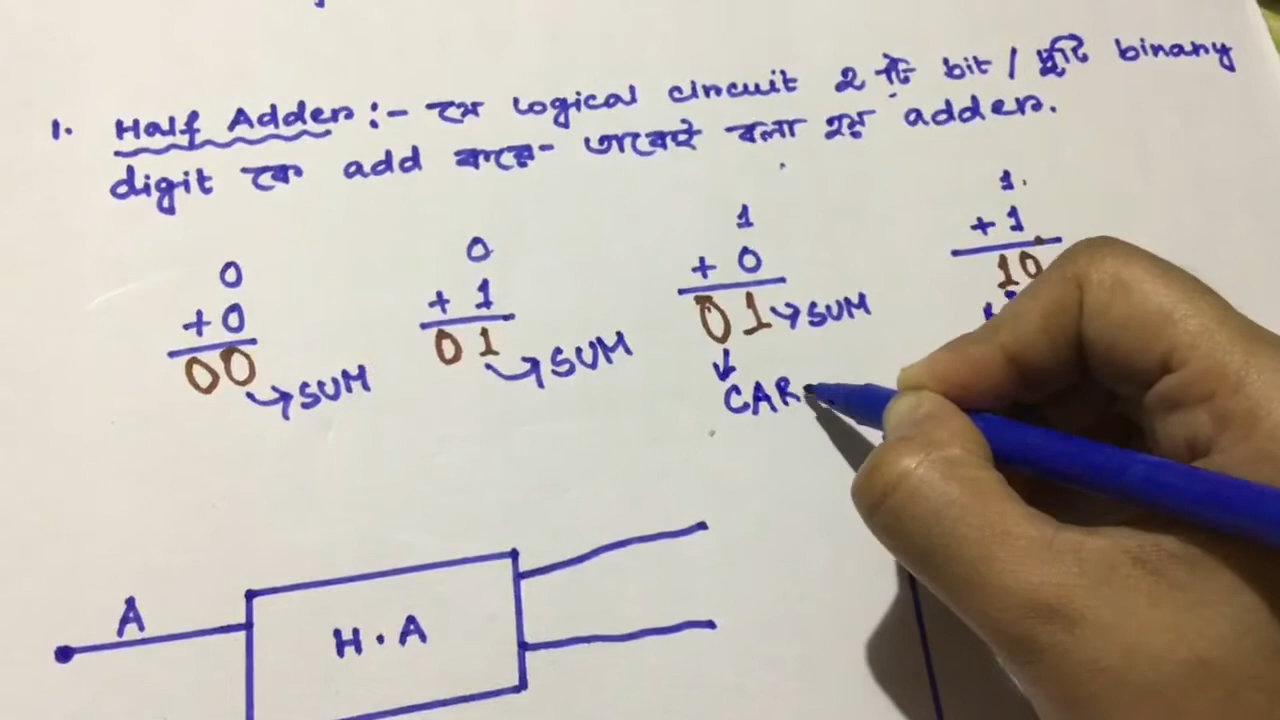 1. Half Adder :- যে Logical circuit 2 টি bit / দুটি binary
digit কে add করে- তাকেই বলা হয় adder.
0
+0
00
→SUM
0
+ 1
01
→SUM
1
+ 0
01 →SUM
CAR
1
+ 1
10
A
H.A